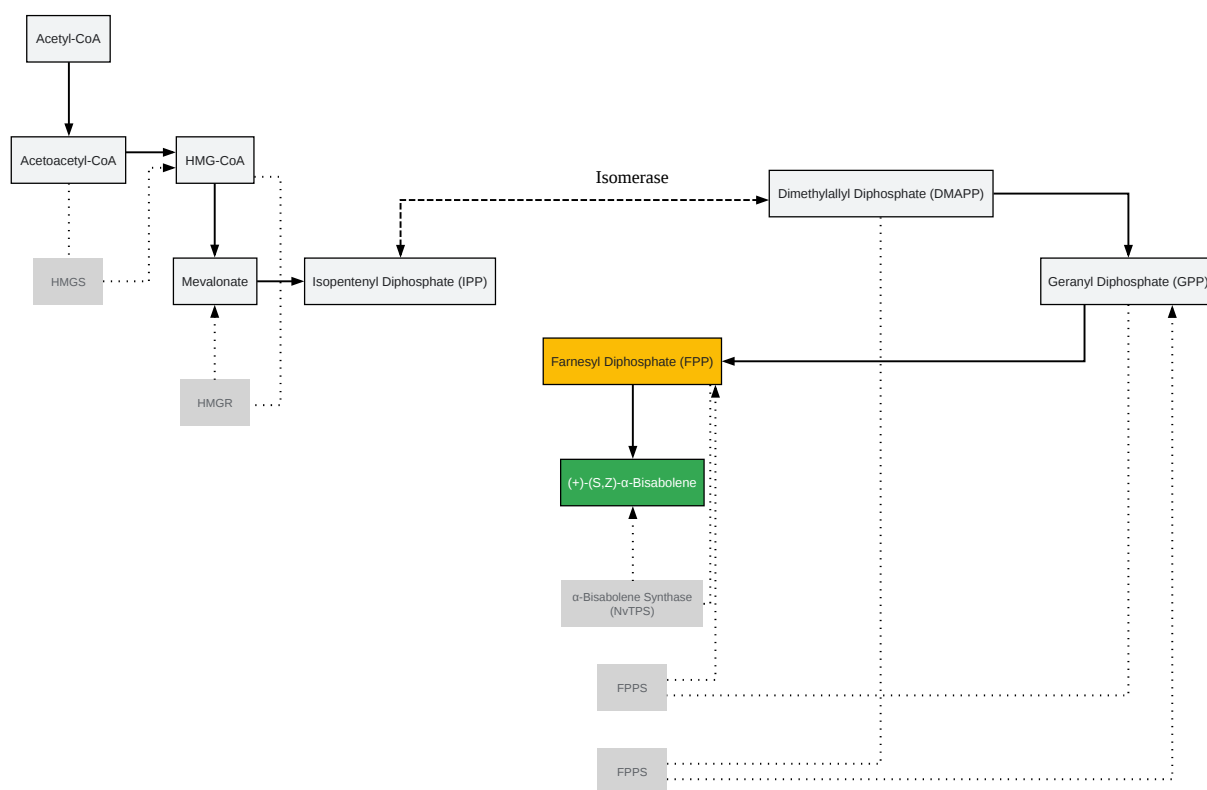 Acetyl-CoA
Acetoacetyl-CoA
HMG-CoA
Isomerase
Dimethylallyl Diphosphate (DMAPP)
HMGS
Mevalonate
Isopentenyl Diphosphate (IPP)
Geranyl Diphosphate (GPP)
Farnesyl Diphosphate (FPP)
HMGR
(+)-(S,Z)-α-Bisabolene
α-Bisabolene Synthase
(NvTPS)
FPPS
FPPS